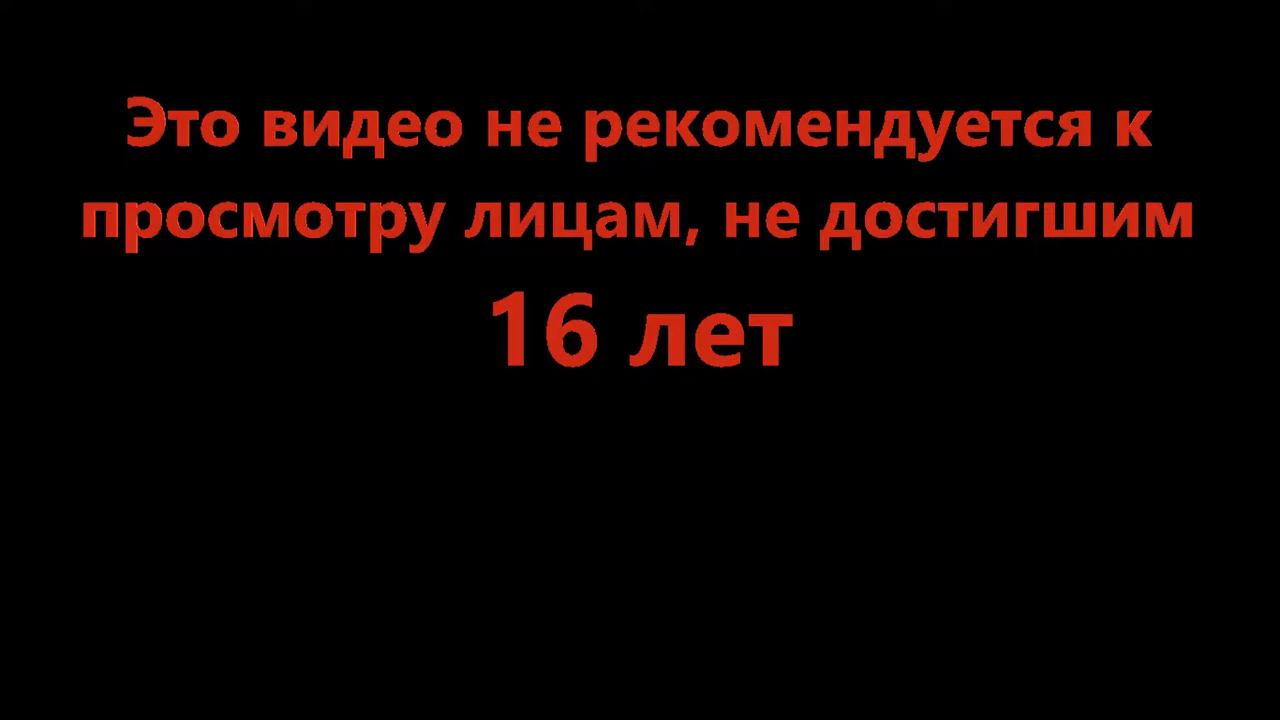 Это видео не рекомендуется к
просмотру лицам, не достигшим
16 лет